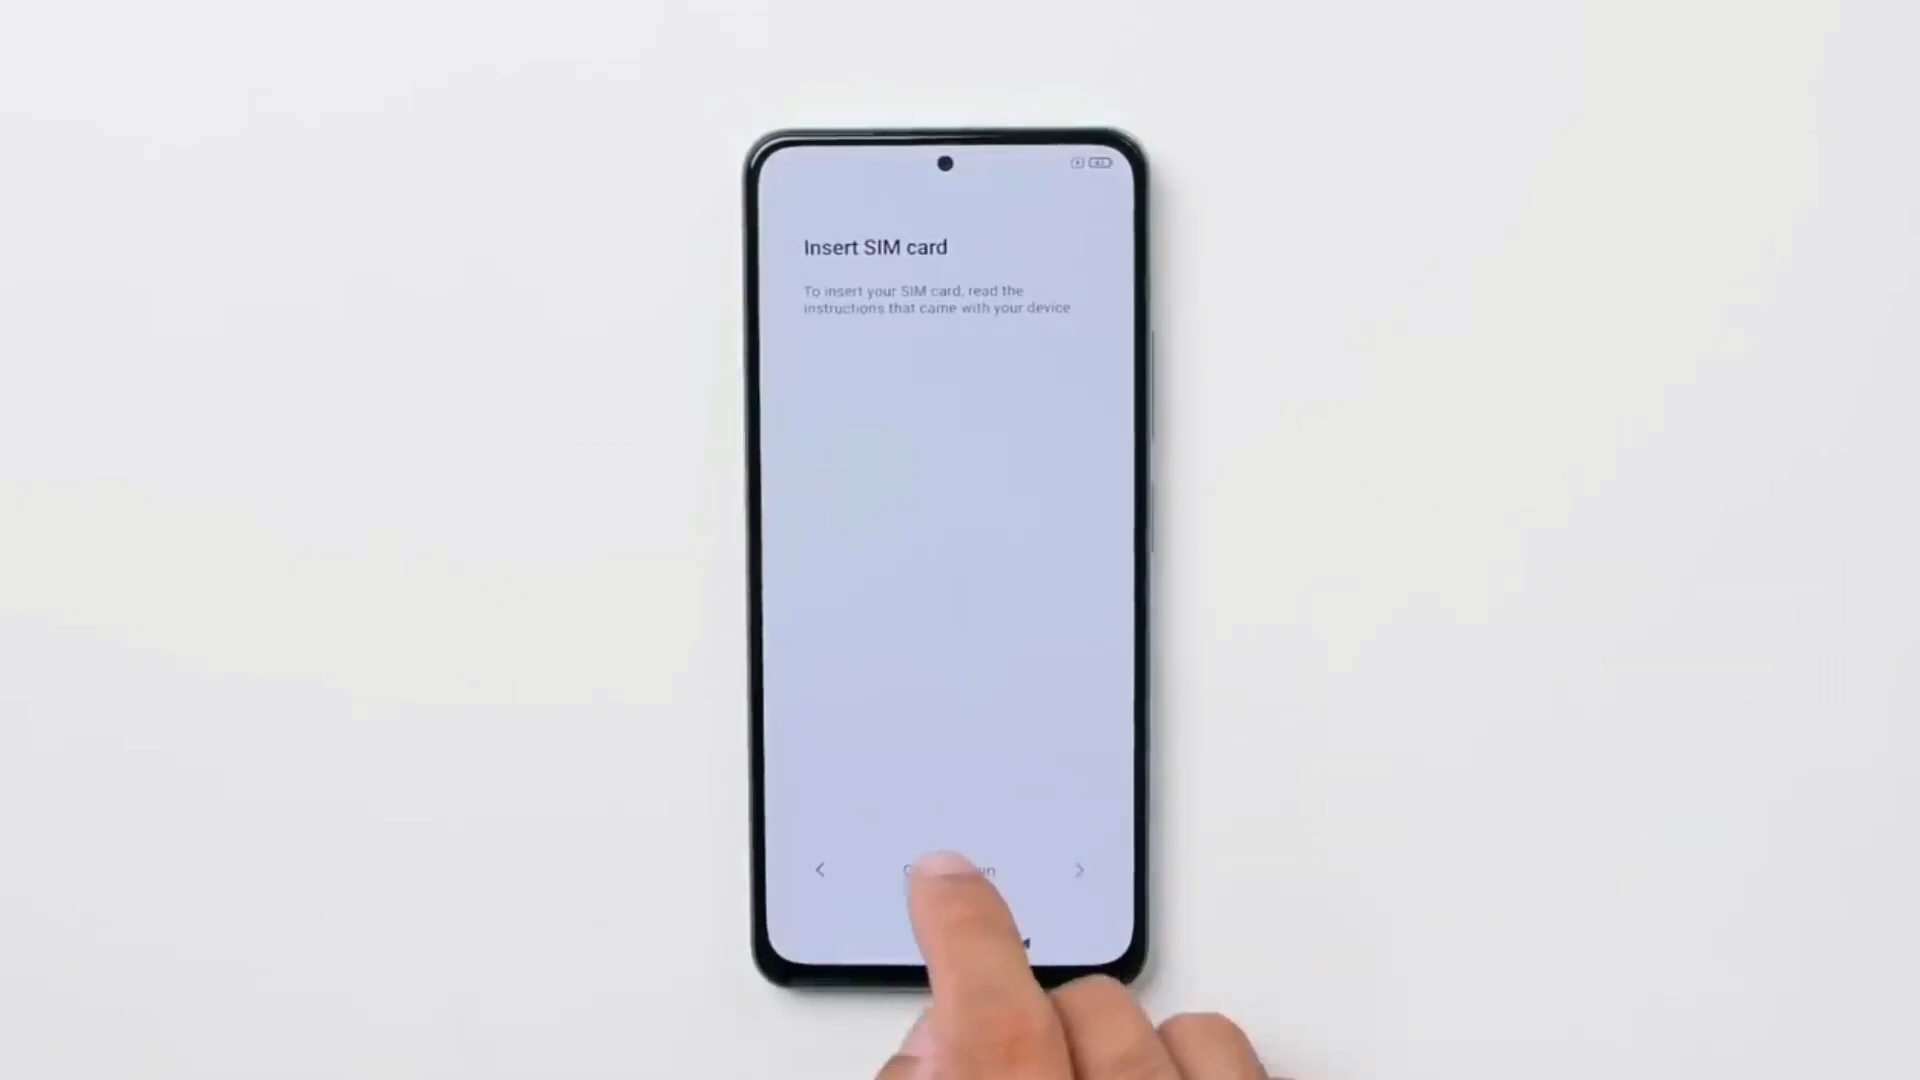 Insert SIM card
To insert your SIM card, read the
instructions that came with your device